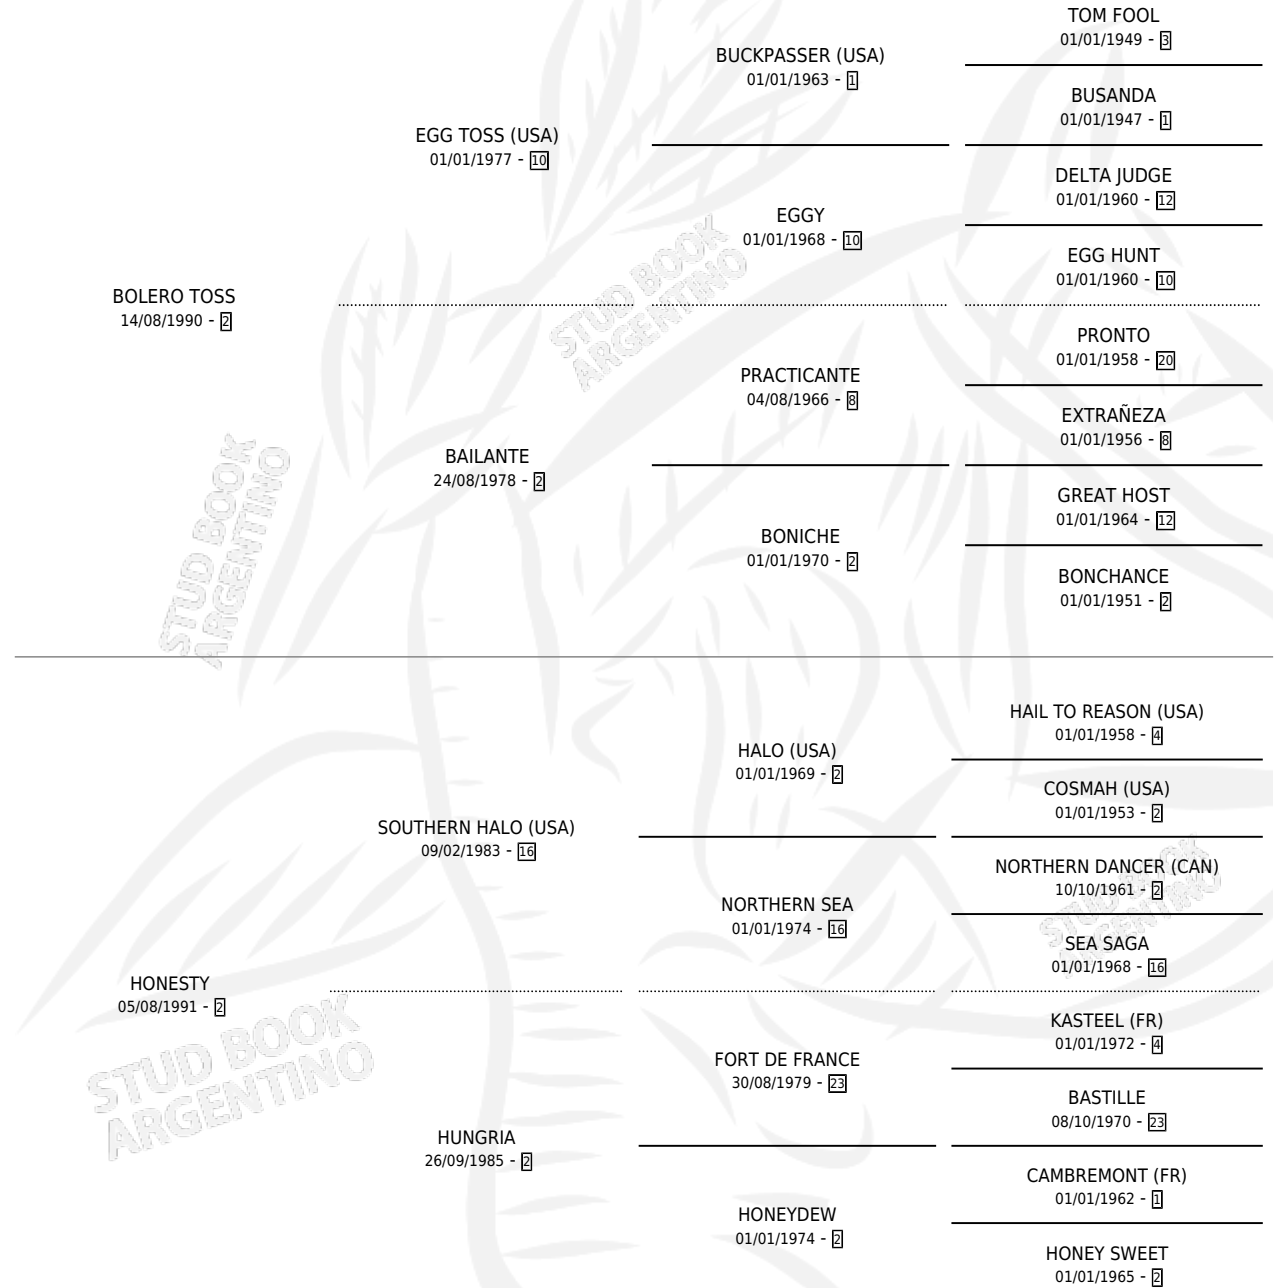 TOM FOOL
01/01/1949 - 3
BUCKPASSER (USA)
01/01/1963 - 1
BUSANDA
01/01/1947 - 1
EGG TOSS (USA)
01/01/1977 - 10
DELTA JUDGE
01/01/1960 - 12
EGGY
01/01/1968 - 10
EGG HUNT
01/01/1960 - 10
BOLERO TOSS
14/08/1990 - 2
PRONTO
01/01/1958 - 20
PRACTICANTE
04/08/1966 - 8
EXTRAÑEZA
01/01/1956 - 8
BAILANTE
24/08/1978 - 2
GREAT HOST
01/01/1964 - 12
BONICHE
01/01/1970 - 2
BONCHANCE
01/01/1951 - 2
STUD BOOK
ARGENTINO
STUD BOOK
ARGENTINO
HAIL TO REASON (USA)
01/01/1958 - 4
HALO (USA)
01/01/1969 - 2
COSMAH (USA)
01/01/1953 - 2
SOUTHERN HALO (USA)
09/02/1983 - 16
NORTHERN DANCER (CAN)
10/10/1961 - 2
NORTHERN SEA
01/01/1974 - 16
SEA SAGA
01/01/1968 - 16
HONESTY
05/08/1991 - 2
KASTEEL (FR)
01/01/1972 - 4
FORT DE FRANCE
30/08/1979 - 23
BASTILLE
08/10/1970 - 23
HUNGRIA
26/09/1985 - 2
CAMBREMONT (FR)
01/01/1962 - 1
HONEYDEW
01/01/1974 - 2
HONEY SWEET
01/01/1965 - 2
STUD BOOK
ARGENTINO
STUD BOOK
ARGENTINO